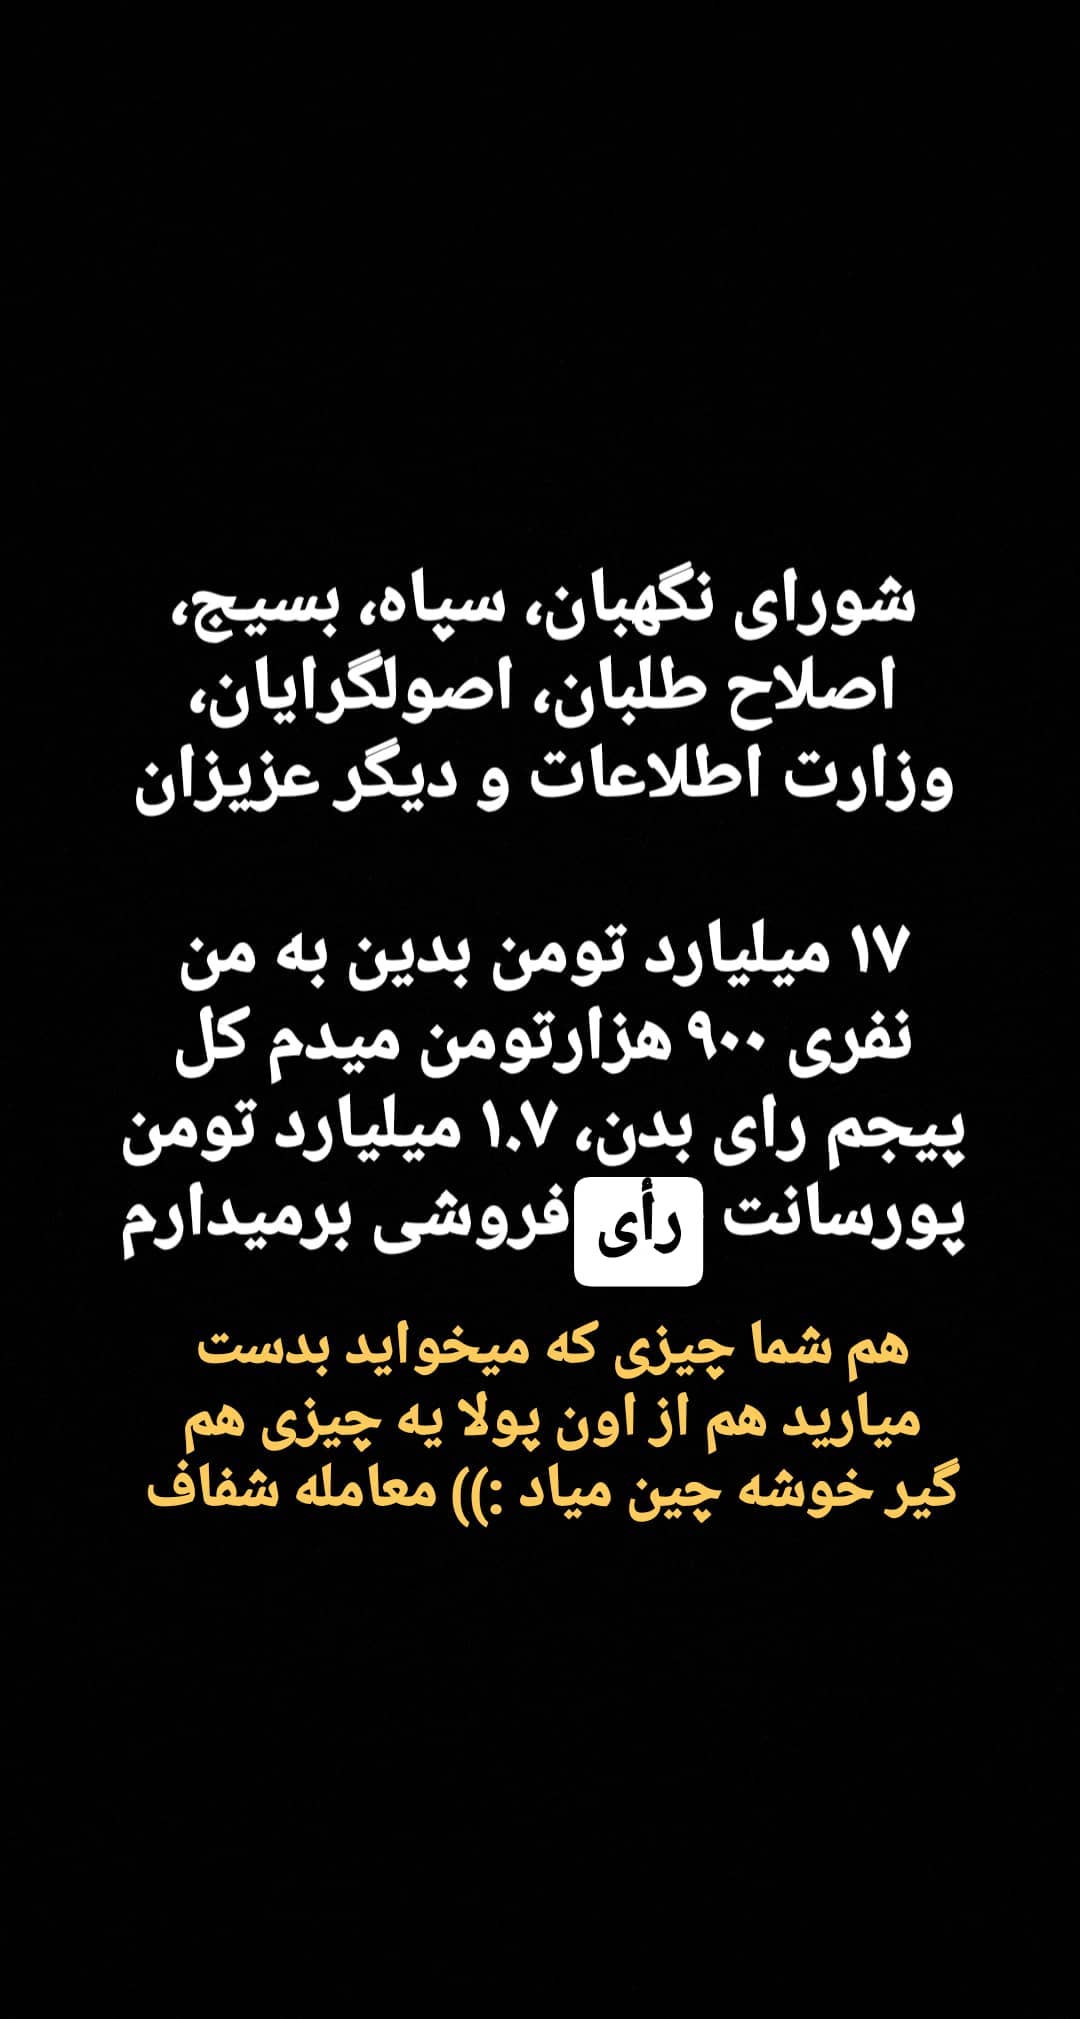 شورای نگهبان، سپاه، بسیج،
اصلاح طلبان، اصولگرایان،
وزارت اطلاعات و دیگر عزیزان
۱۷ میلیارد تومن بدین به من
نفری ۹۰۰ هزارتومن میدم کل
پیجم رای بدن، ۱.۷ میلیارد تومن
پورسانت رأی فروشی برمیدارم
هم شما چیزی که میخواید بدست
میارید هم از اون پولا یه چیزی هم
گیر خوشه چین میاد :)) معامله شفاف